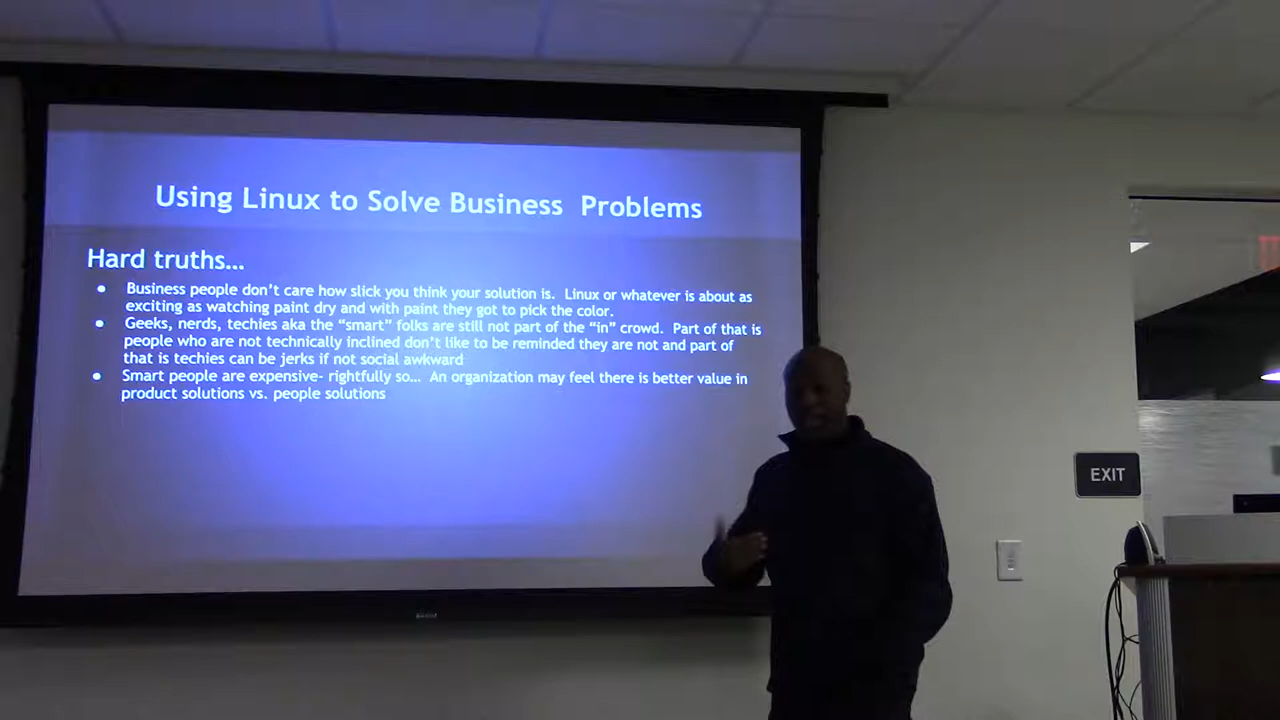 Using Linux to Solve Business Problems
Hard truths...
● Business people don't care how slick you think your solution is. Linux or whatever is about as
exciting as watching paint dry and with paint they got to pick the color.
● Geeks, nerds, techies aka the “smart” folks are still not part of the “in” crowd. Part of that is
people who are not technically inclined don't like to be reminded they are not and part of
that is techies can be jerks if not social awkward
● Smart people are expensive- rightfully so... An organization may feel there is better value in
product solutions vs. people solutions
EXIT